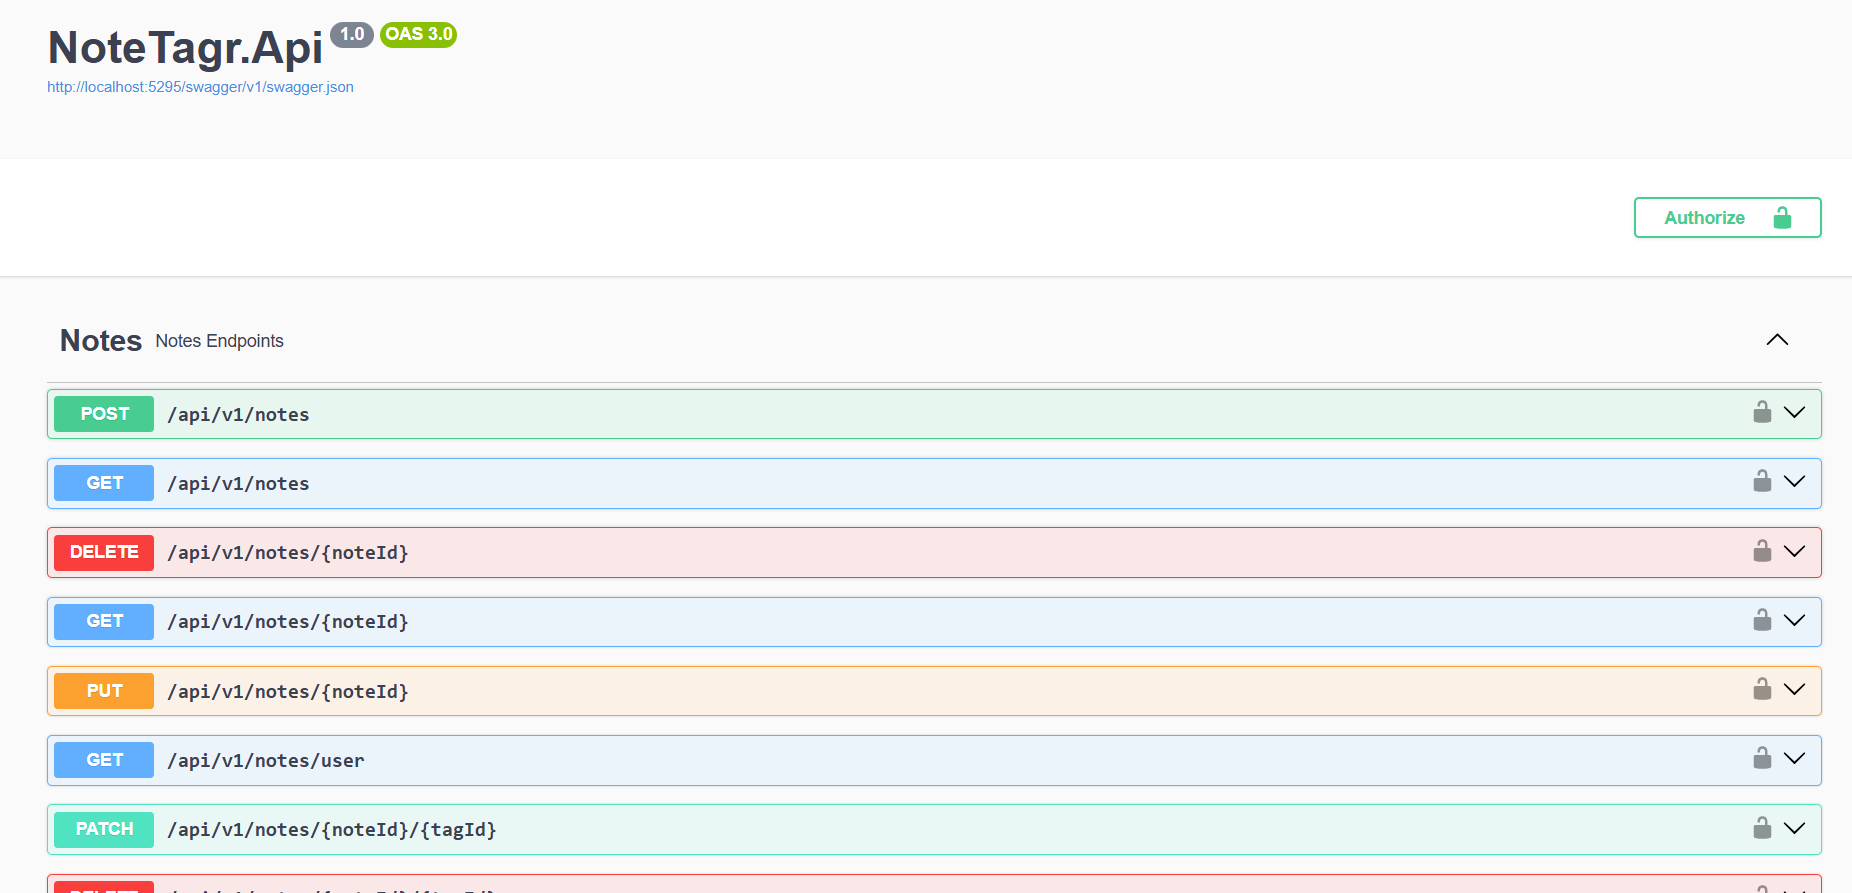 NoteTagr.Api 1.0 OAS 3.0
http://localhost:5295/swagger/v1/swagger.json
Authorize
Notes Notes Endpoints
POST /api/v1/notes
GET /api/v1/notes
DELETE /api/v1/notes/{noteId}
GET /api/v1/notes/{noteId}
PUT /api/v1/notes/{noteId}
GET /api/v1/notes/user
PATCH /api/v1/notes/{noteId}/{tagId}